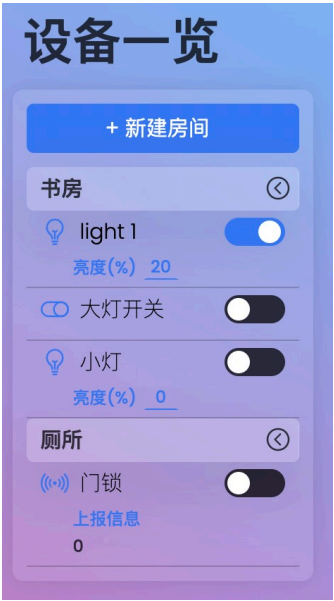 设备一览
+ 新建房间
书房
light 1
亮度(%) 20
大灯开关
小灯
亮度(%) 0
厕所
门锁
上报信息
0